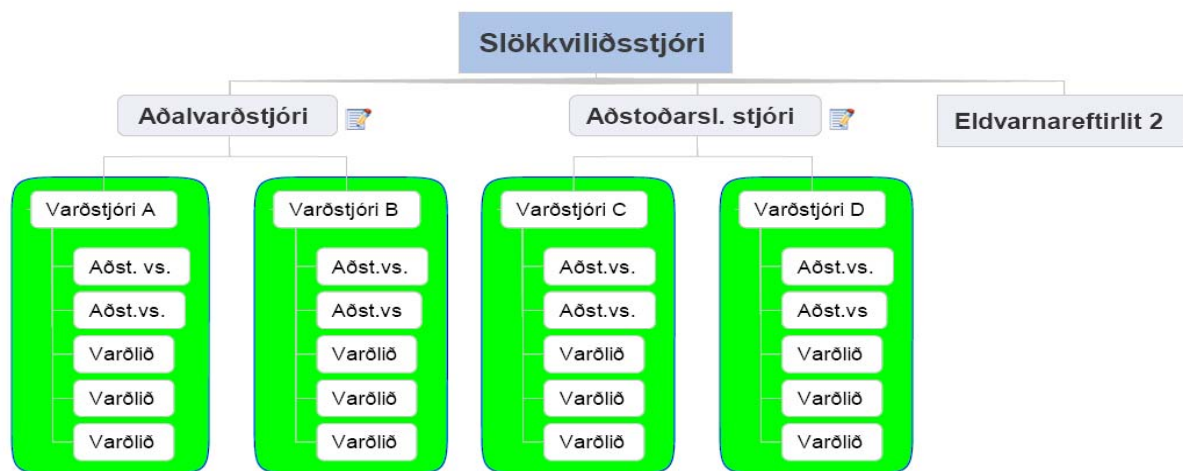 Slökkviliðsstjóri
Aðalvarðstjóri
Aðstoðarsl. stjóri
Eldvarnareftirlit 2
Varðstjóri A
Aðst. vs.
Aðst.vs.
Varðlið
Varðlið
Varðlið
Varðstjóri B
Aðst.vs.
Aðst.vs
Varðlið
Varðlið
Varðlið
Varðstjóri C
Aðst.vs.
Aðst.vs.
Varðlið
Varðlið
Varðlið
Varðstjóri D
Aðst.vs.
Aðst.vs
Varðlið
Varðlið
Varðlið